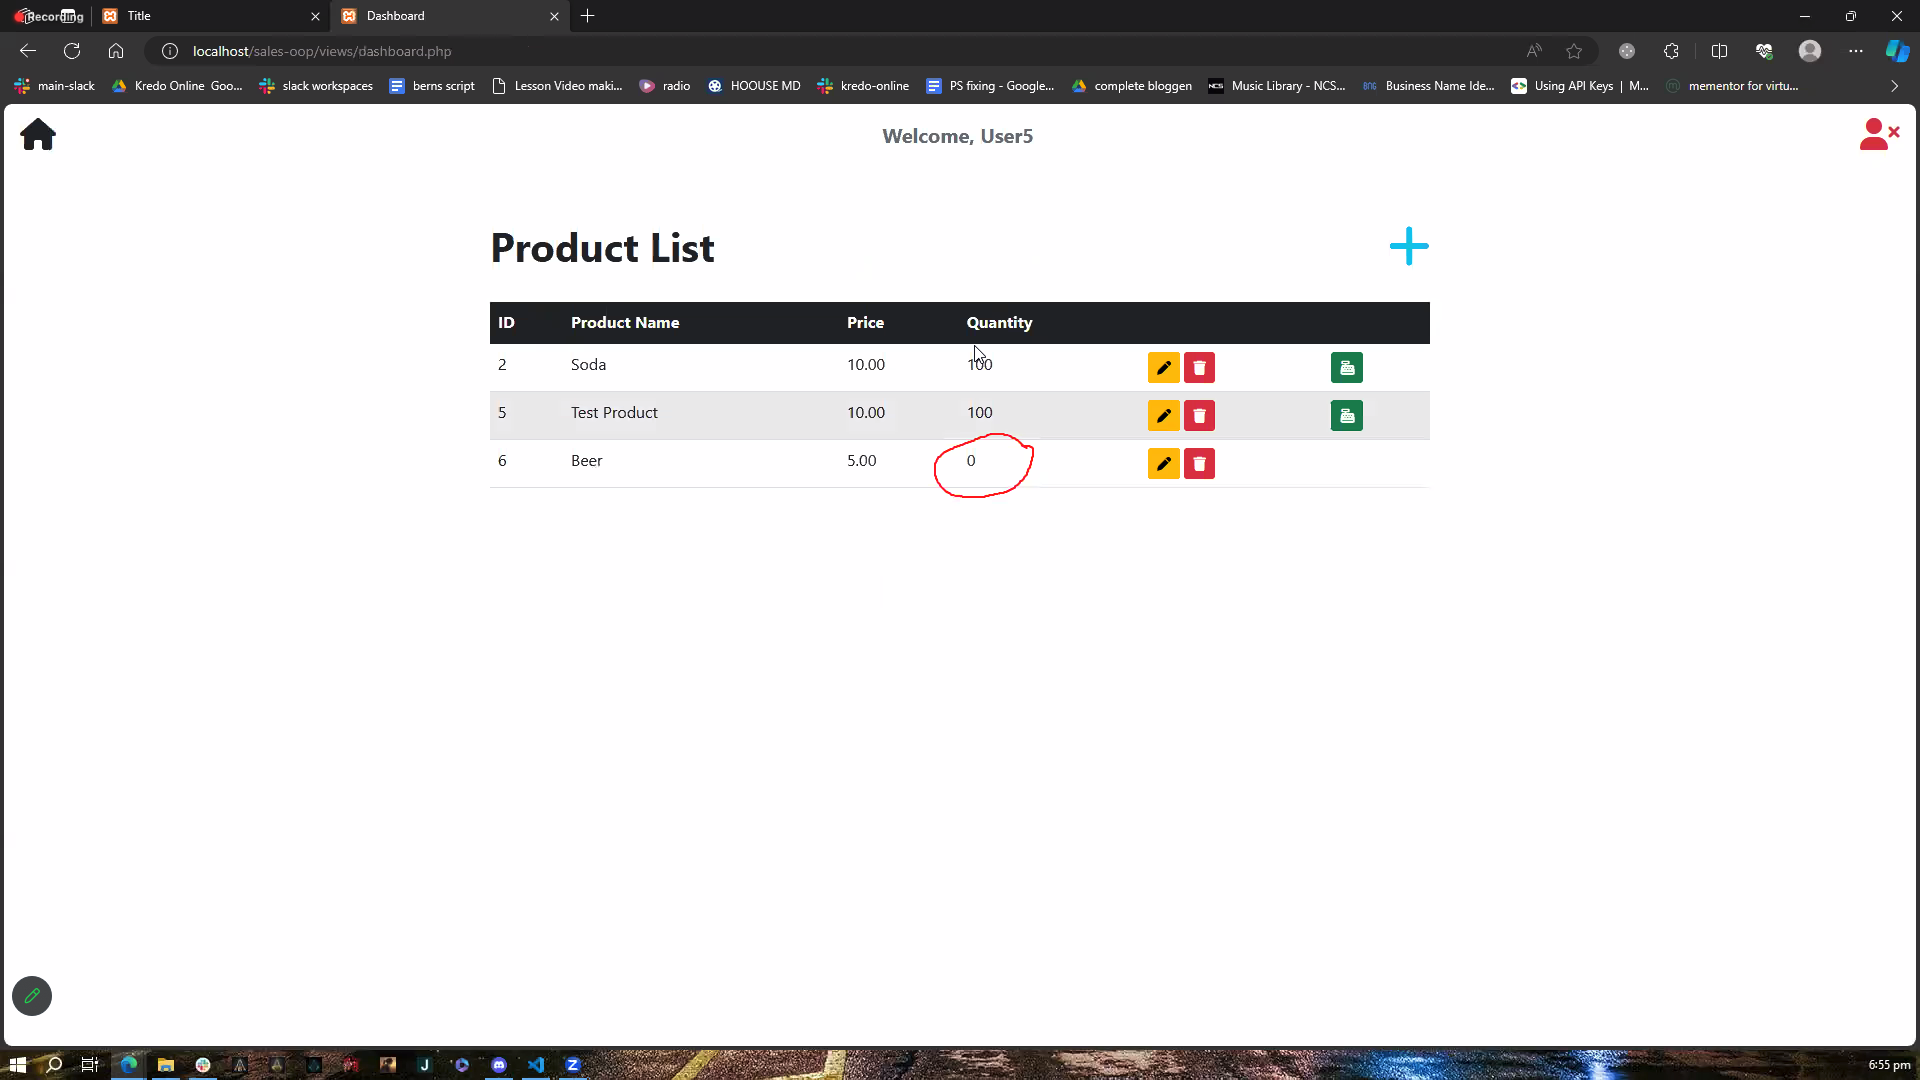 Recording
Title
Dashboard
localhost/sales-oop/views/dashboard.php
main-slack
Kredo Online Goo...
slack workspaces
berns script
Lesson Video maki...
radio
HOOUSE MD
kredo-online
PS fixing - Google...
complete bloggen
NCS
Music Library - NCS...
BNG
Business Name Ide...
Using API Keys | M...
mementor for virtu...
Welcome, User5
Product List
ID Product Name Price Quantity
2 Soda 10.00 100
5 Test Product 10.00 100
6 Beer 5.00 0
6:55 pm